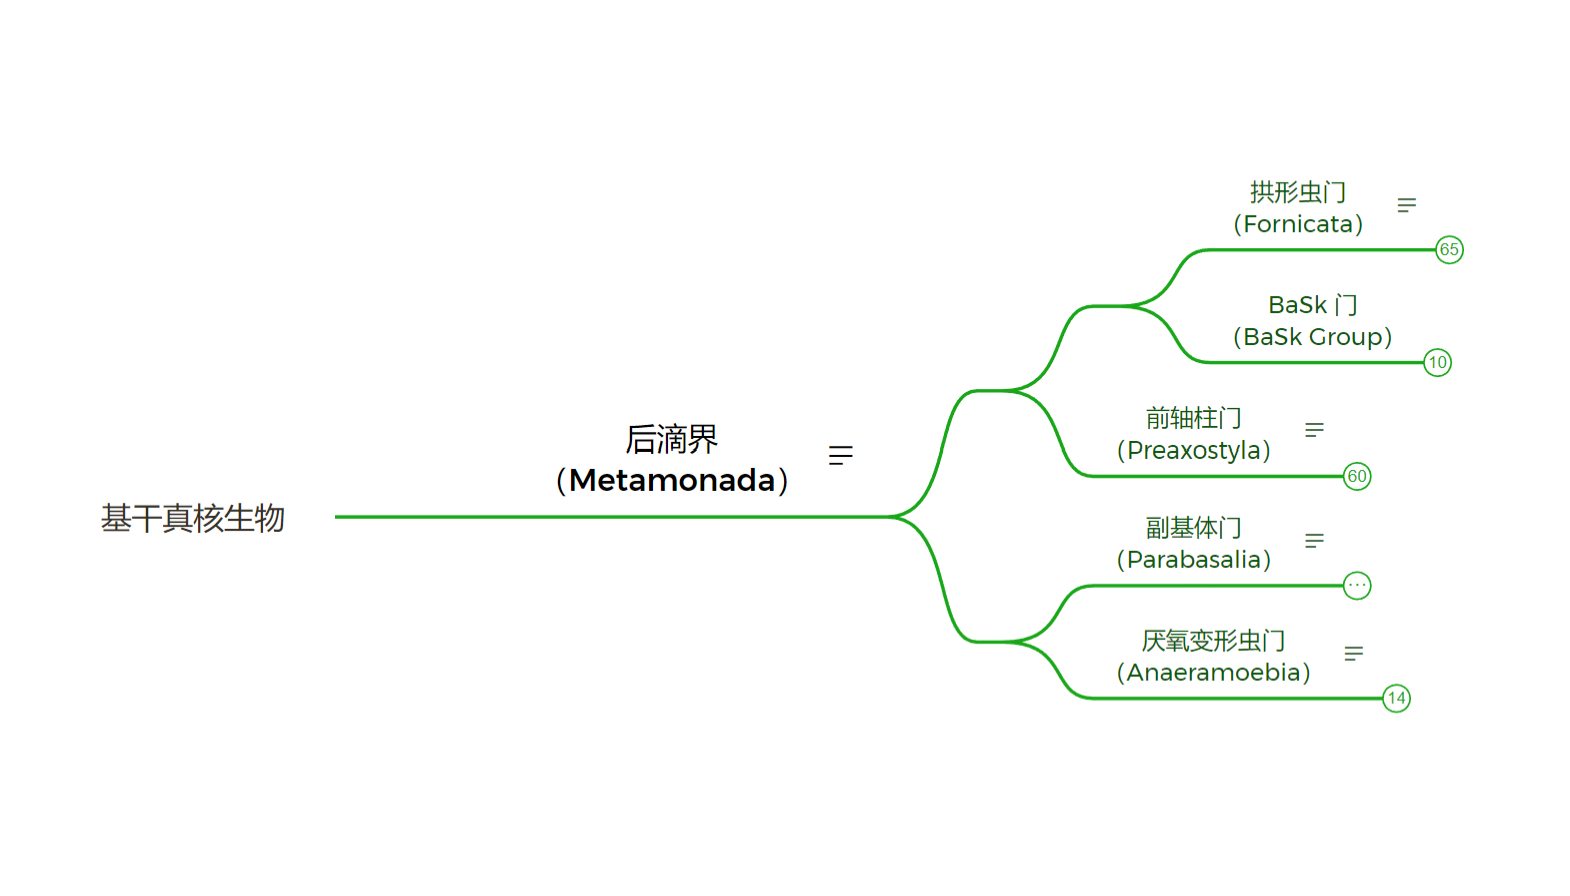 拱形虫门
（Fornicata）
65
BaSk 门
（BaSk Group）
10
后滴界
（Metamonada）
前轴柱门
（Preaxostyla）
60
基干真核生物
副基体门
（Parabasalia）
···
厌氧变形虫门
（Anaeramoebia）
14